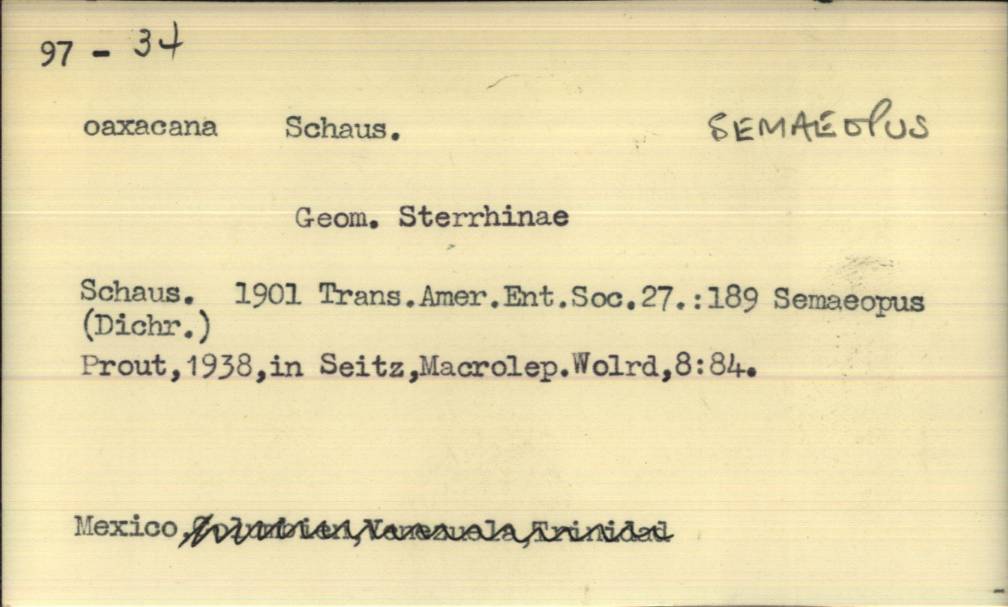 97 - 34
oaxacana Schaus. SEMAEOPUS
Geom. Sterrhinae
Schaus. 1901 Trans.Amer.Ent.Soc.27.:189 Semaeopus
(Dichr.)
Prout,1938,in Seitz,Macrolep.Wolrd,8:84.
Mexico,Columbien,Venezuela,Trinidad